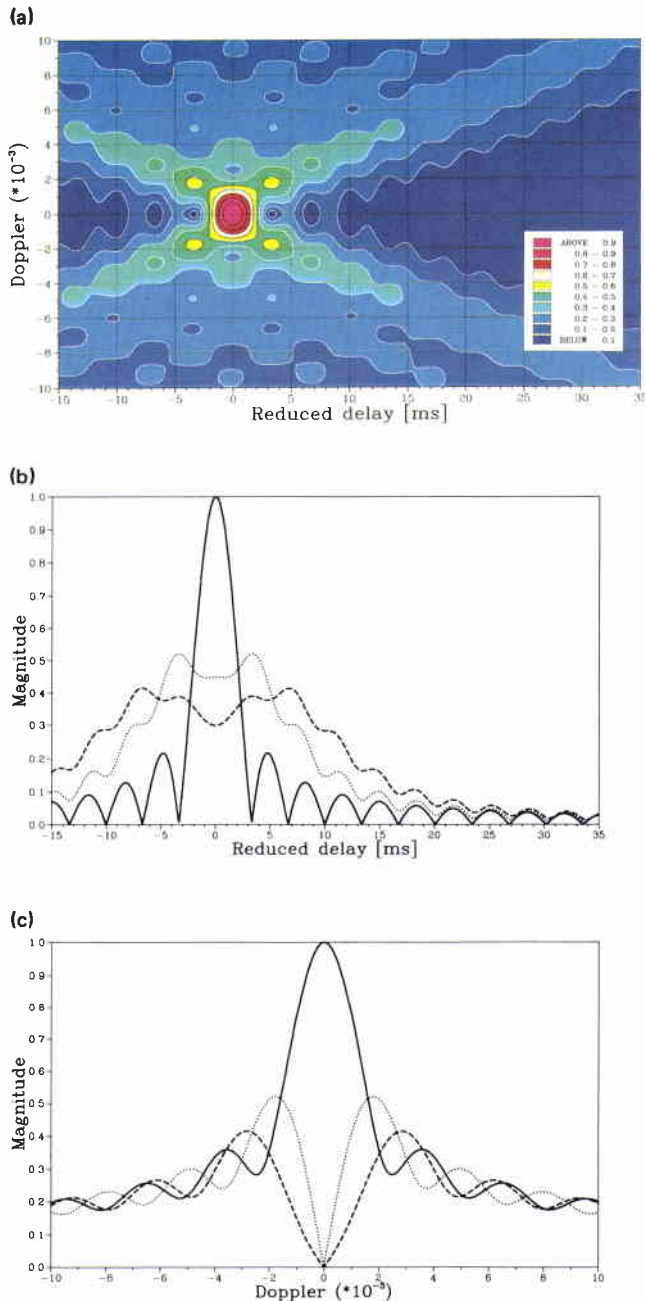 (a)
Doppler (*10⁻³)
10
8
6
4
2
0
-2
-4
-6
-8
-10
ABOVE 0.9
0.8 - 0.9
0.7 - 0.8
0.6 - 0.7
0.5 - 0.6
0.4 - 0.5
0.3 - 0.4
0.2 - 0.3
0.1 - 0.2
BELOW 0.1
-15 -10 -5 0 5 10 15 20 25 30 35
Reduced delay [ms]
(b)
Magnitude
1.0
0.9
0.8
0.7
0.6
0.5
0.4
0.3
0.2
0.1
0.0
-15 -10 -5 0 5 10 15 20 25 30 35
Reduced delay [ms]
(c)
Magnitude
1.0
0.9
0.8
0.7
0.6
0.5
0.4
0.3
0.2
0.1
0.0
-10 -8 -6 -4 -2 0 2 4 6 8 10
Doppler (*10⁻³)